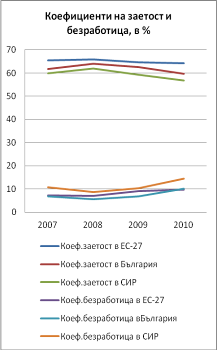 Коефициенти на заетост и
безработица, в %
70
60
50
40
30
20
10
0
2007 2008 2009 2010
Коеф.заетост в ЕС-27
Коеф.заетост в България
Коеф.заетост в СИР
Коеф.безработица в ЕС-27
Коеф.безработица вБългария
Коеф.безработица в СИР